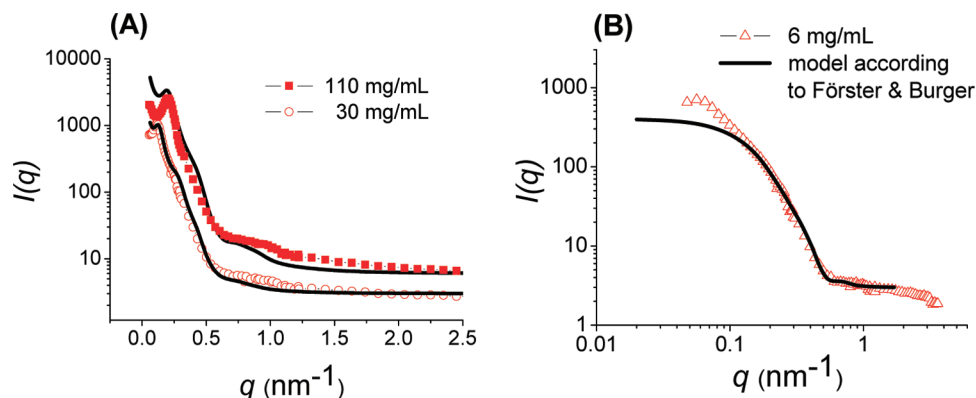 (A)
10000
1000
100
10
I(q)
110 mg/mL
30 mg/mL
0.0 0.5 1.0 1.5 2.0 2.5
q (nm⁻¹)
(B)
1000
100
10
1
I(q)
6 mg/mL
model according
to Förster & Burger
0.01 0.1 1
q (nm⁻¹)